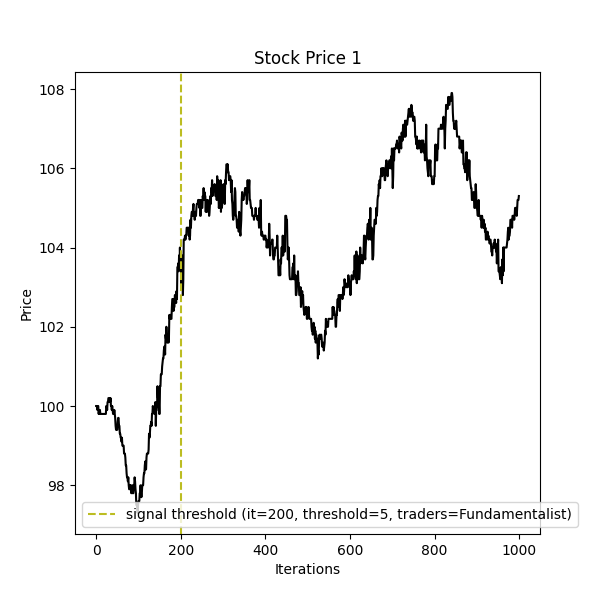 Stock Price 1
108
106
104
102
100
98
Price
signal threshold (it=200, threshold=5, traders=Fundamentalist)
0 200 400 600 800 1000
Iterations